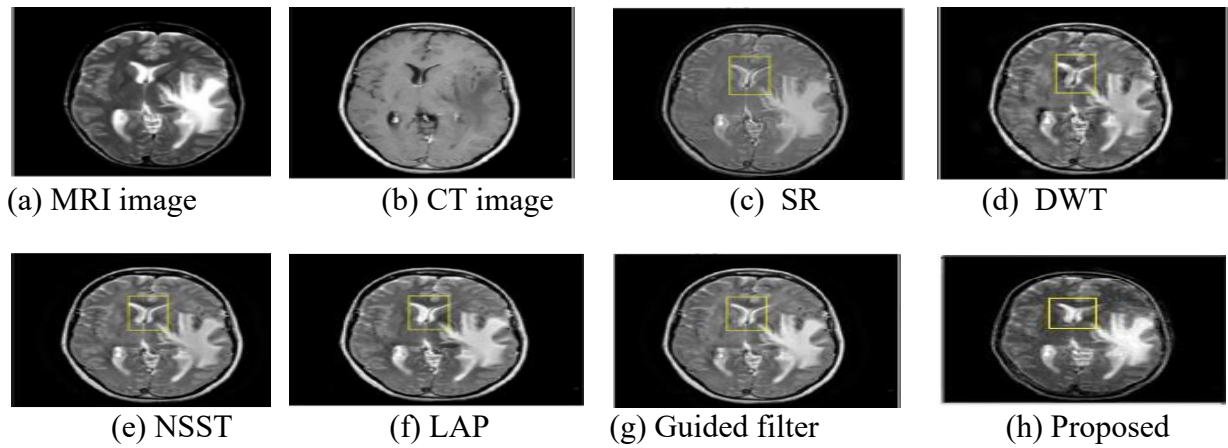 (a) MRI image (b) CT image (c) SR (d) DWT
(e) NSST (f) LAP (g) Guided filter (h) Proposed